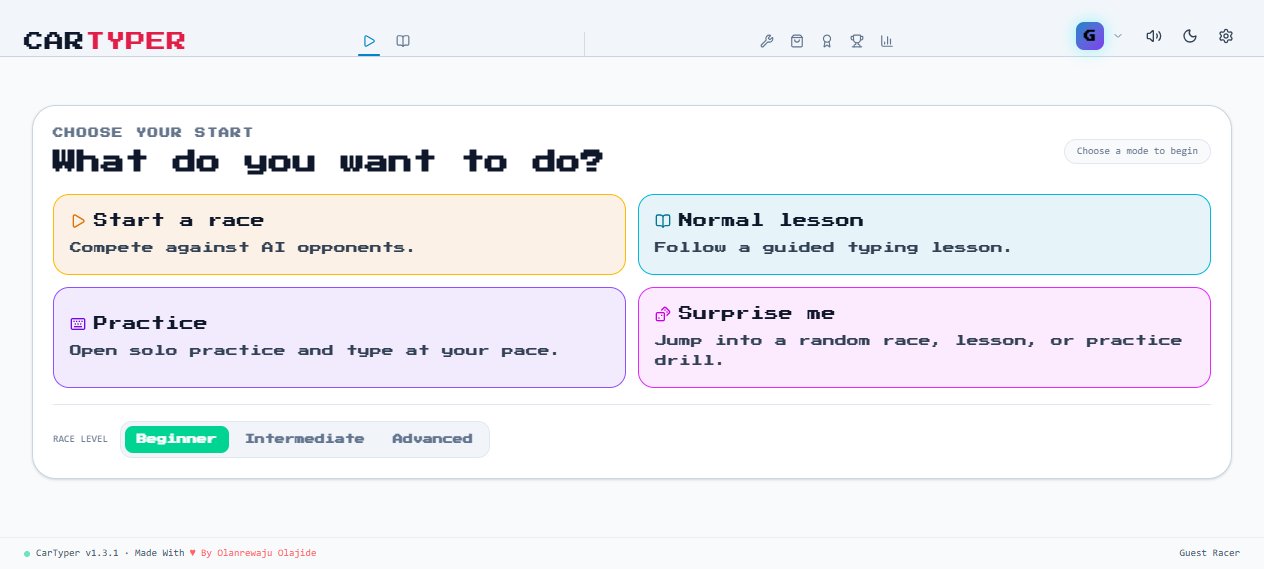 CARTYPER
G
CHOOSE YOUR START
What do you want to do?
Choose a mode to begin
Start a race
Compete against AI opponents.
Normal lesson
Follow a guided typing lesson.
Practice
Open solo practice and type at your pace.
Surprise me
Jump into a random race, lesson, or practice
drill.
RACE LEVEL
Beginner
Intermediate
Advanced
CarTyper v1.3.1 · Made With ♥ By Olanrewaju Olajide
Guest Racer